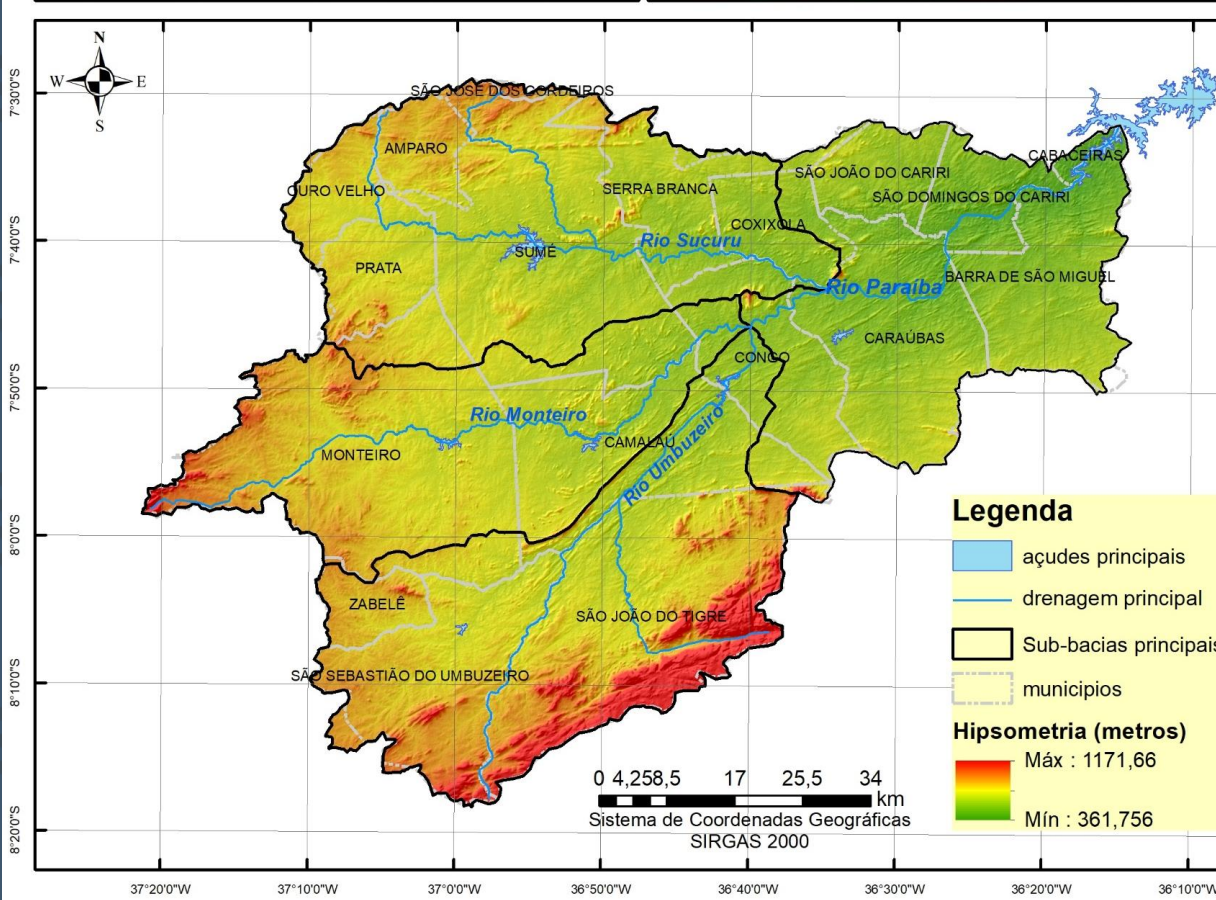 N
W E
S
7°30'0"S
7°40'0"S
7°50'0"S
8°0'0"S
8°10'0"S
8°20'0"S
SÃO JOSÉ DOS CORDEIROS
AMPARO
CABACEIRAS
SÃO JOÃO DO CARIRI
OURO VELHO
SERRA BRANCA
SÃO DOMINGOS DO CARIRI
COXIXOLA
Rio Sucuru
SUMÉ
PRATA
BARRA DE SÃO MIGUEL
Rio Paraíba
CARAÚBAS
CONGO
Rio Monteiro
CAMALAÚ
MONTEIRO
Rio Umbuzeiro
ZABELÊ
SÃO JOÃO DO TIGRE
SÃO SEBASTIÃO DO UMBUZEIRO
Legenda
açudes principais
drenagem principal
Sub-bacias principais
municipios
Hipsometria (metros)
Máx : 1171,66
Mín : 361,756
0 4,25 8,5 17 25,5 34
km
Sistema de Coordenadas Geográficas
SIRGAS 2000
37°20'0"W 37°10'0"W 37°0'0"W 36°50'0"W 36°40'0"W 36°30'0"W 36°20'0"W 36°10'0"W